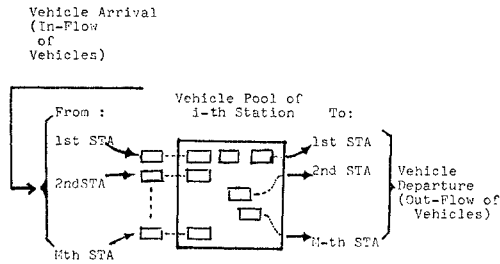 Vehicle Arrival
(In-Flow
of
Vehicles)
From :
Vehicle Pool of
i-th Station
To:
1st STA
2ndSTA
Mth STA
1st STA
2nd STA
M-th STA
Vehicle
Departure
(Out-Flow of
Vehicles)